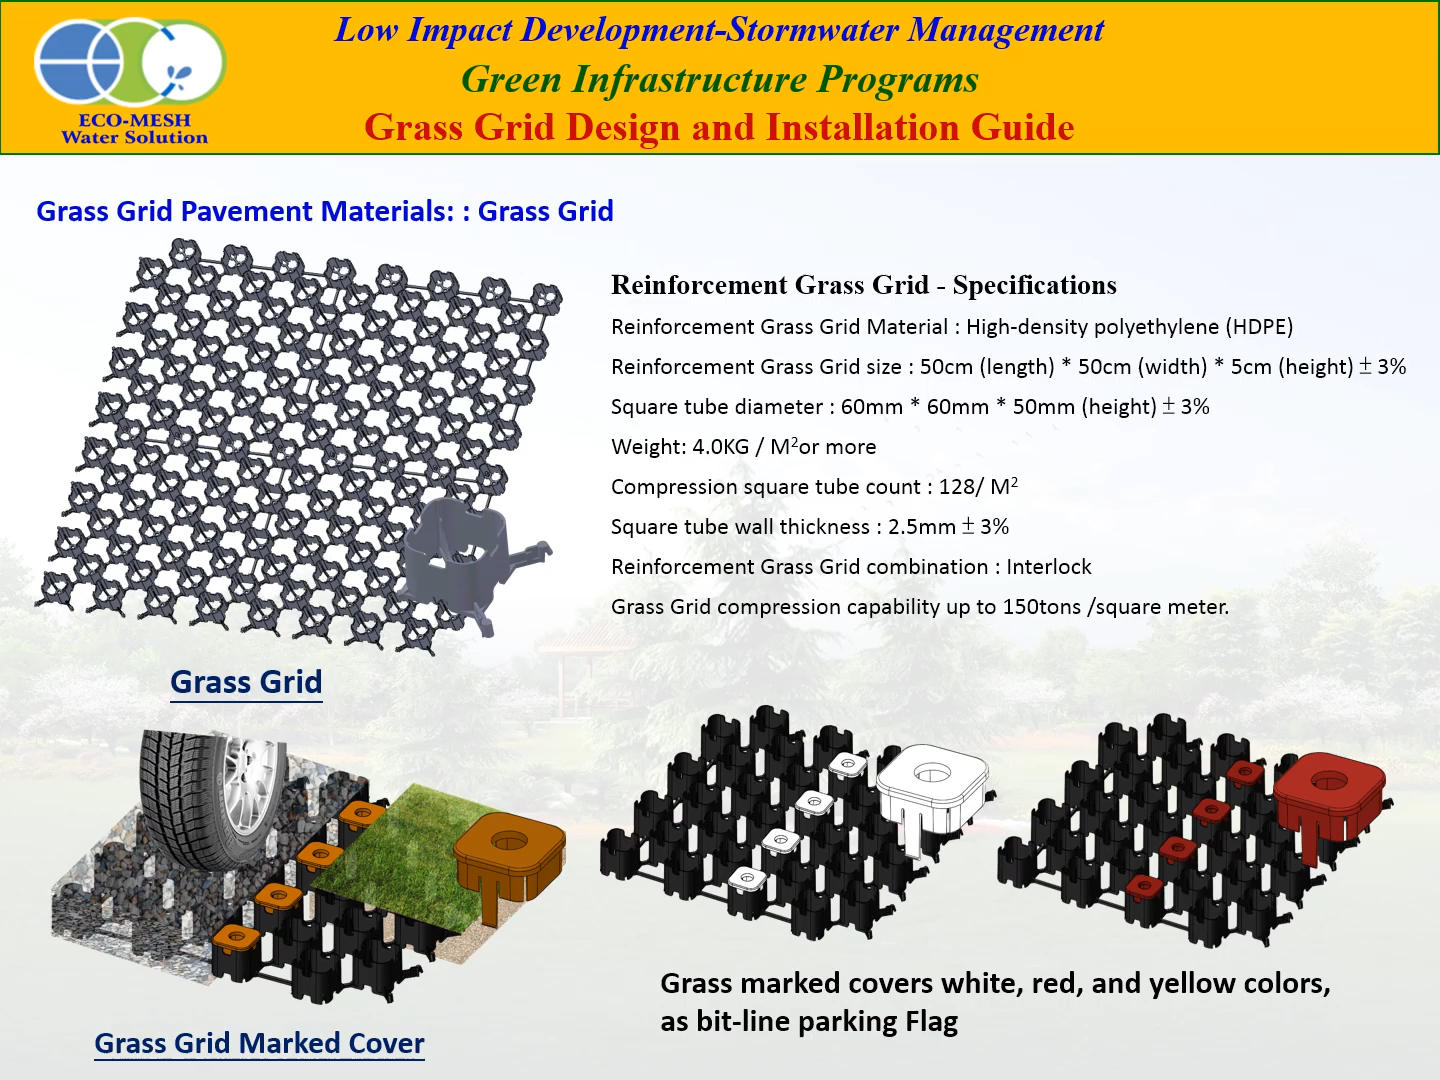 Low Impact Development-Stormwater Management
Green Infrastructure Programs
Grass Grid Design and Installation Guide
ECO-MESH
Water Solution
Grass Grid Pavement Materials: : Grass Grid
Reinforcement Grass Grid - Specifications
Reinforcement Grass Grid Material : High-density polyethylene (HDPE)
Reinforcement Grass Grid size : 50cm (length) * 50cm (width) * 5cm (height) ± 3%
Square tube diameter : 60mm * 60mm * 50mm (height) ± 3%
Weight: 4.0KG / M²or more
Compression square tube count : 128/ M²
Square tube wall thickness : 2.5mm ± 3%
Reinforcement Grass Grid combination : Interlock
Grass Grid compression capability up to 150tons /square meter.
Grass Grid
Grass marked covers white, red, and yellow colors,
as bit-line parking Flag
Grass Grid Marked Cover